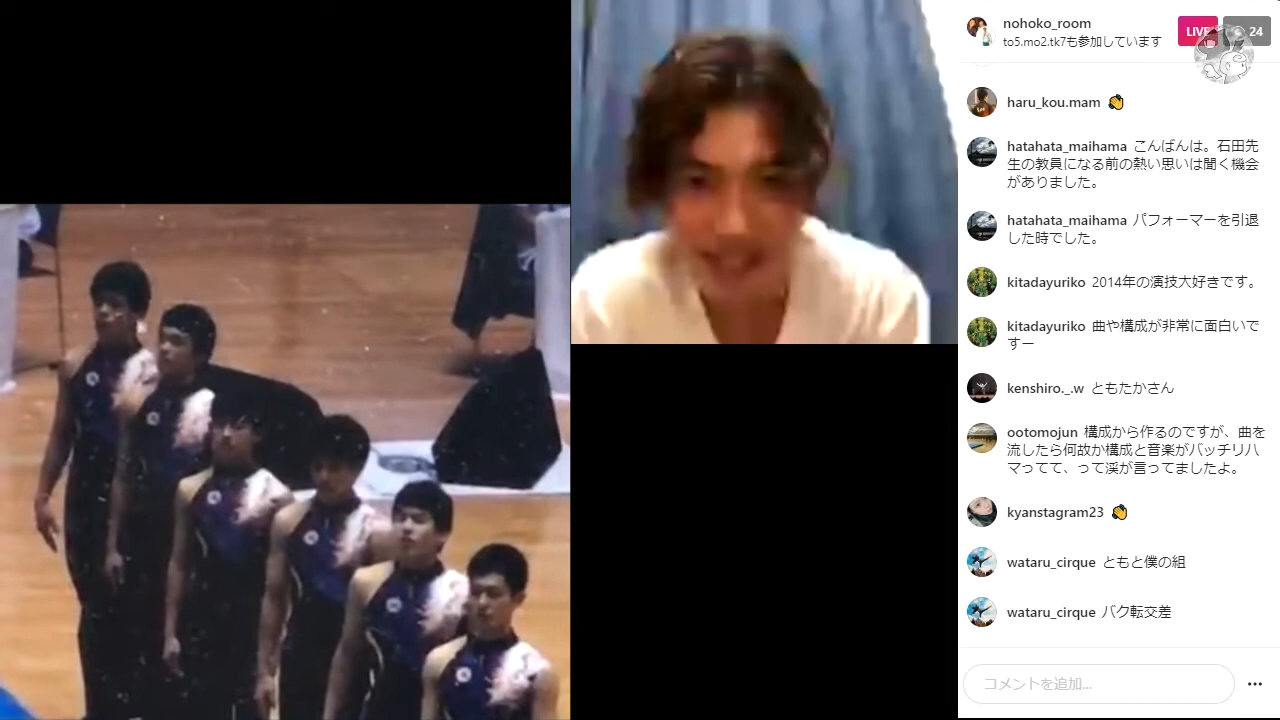 nohoko_room
to5.mo2.tk7も参加しています
LIVE
24
haru_kou.mam
hatahata_maihama こんばんは。石田先
生の教員になる前の熱い思いは聞く機会
がありました。
hatahata_maihama パフォーマーを引退
した時でした。
kitadayuriko 2014年の演技大好きです。
kitadayuriko 曲や構成が非常に面白いで
すー
kenshiro._.w ともたかさん
ootomojun 構成から作るのですが、曲を
流したら何故か構成と音楽がバッチリハ
マってて、って渓が言ってましたよ。
kyanstagram23
wataru_cirque ともと僕の組
wataru_cirque バク転交差
コメントを追加...